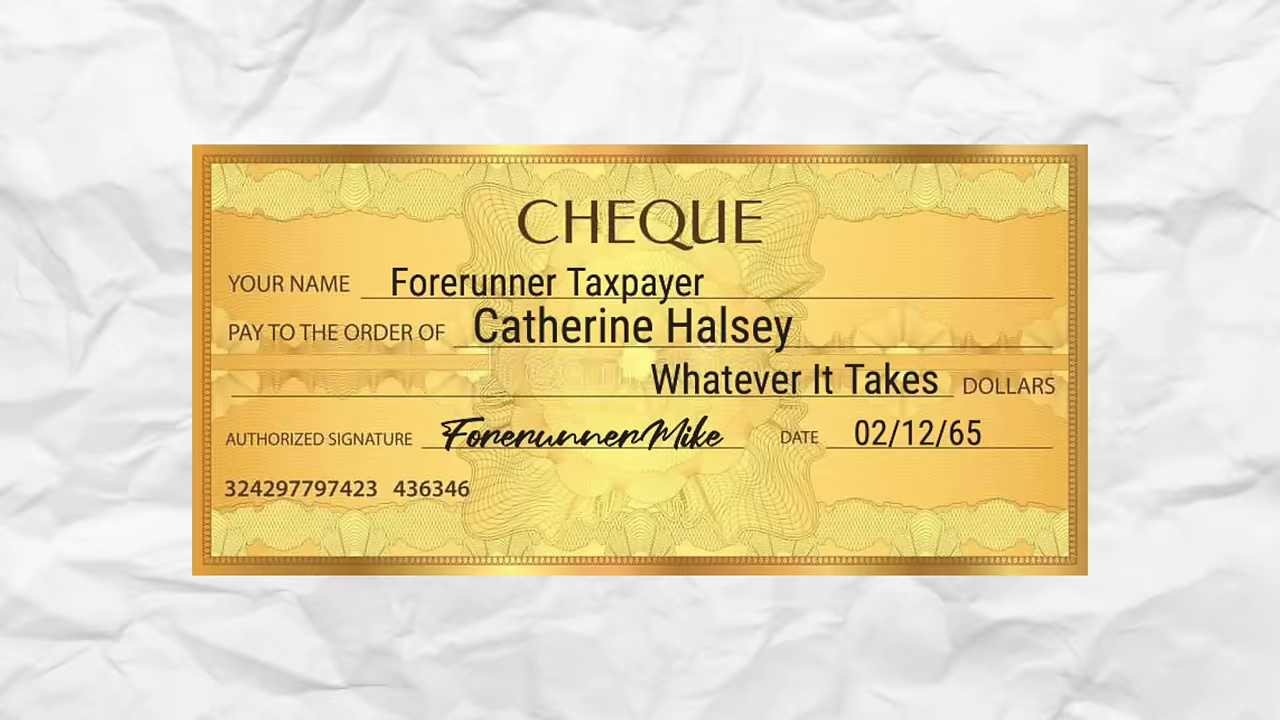 CHEQUE
YOUR NAME Forerunner Taxpayer
PAY TO THE ORDER OF Catherine Halsey
Whatever It Takes DOLLARS
AUTHORIZED SIGNATURE ForerunnerMike DATE 02/12/65
324297797423 436346